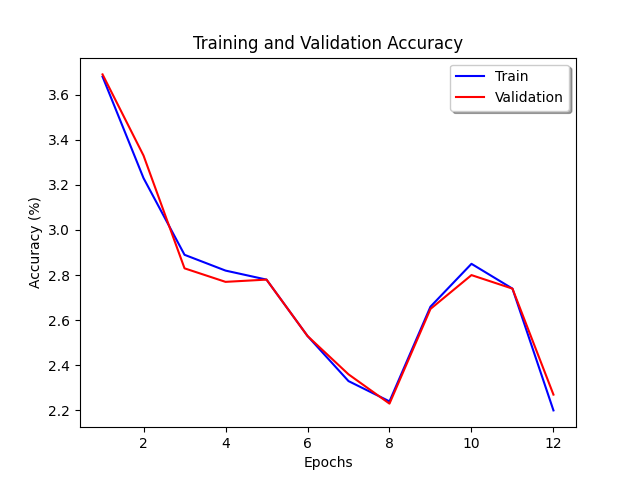 Training and Validation Accuracy
Train
Validation
3.6
3.4
3.2
3.0
2.8
2.6
2.4
2.2
Accuracy (%)
2 4 6 8 10 12
Epochs